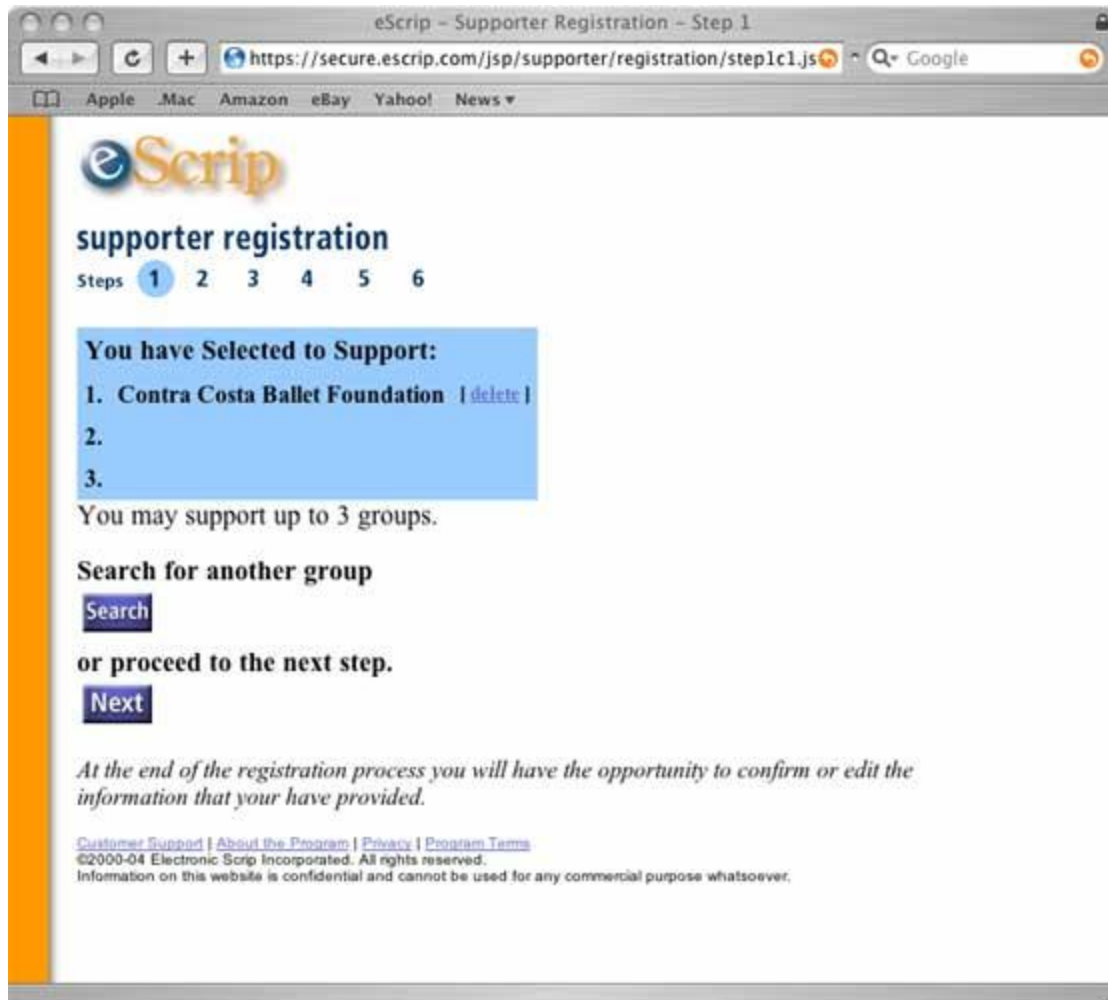 eScrip – Supporter Registration – Step 1
https://secure.escrip.com/jsp/supporter/registration/step1c1.js Google
Apple .Mac Amazon eBay Yahoo! News
eScrip
supporter registration
Steps 1 2 3 4 5 6
You have Selected to Support:
1. Contra Costa Ballet Foundation [ delete ]
2.
3.
You may support up to 3 groups.
Search for another group
Search
or proceed to the next step.
Next
At the end of the registration process you will have the opportunity to confirm or edit the
information that your have provided.
Customer Support | About the Program | Privacy | Program Terms
©2000-04 Electronic Scrip Incorporated. All rights reserved.
Information on this website is confidential and cannot be used for any commercial purpose whatsoever.